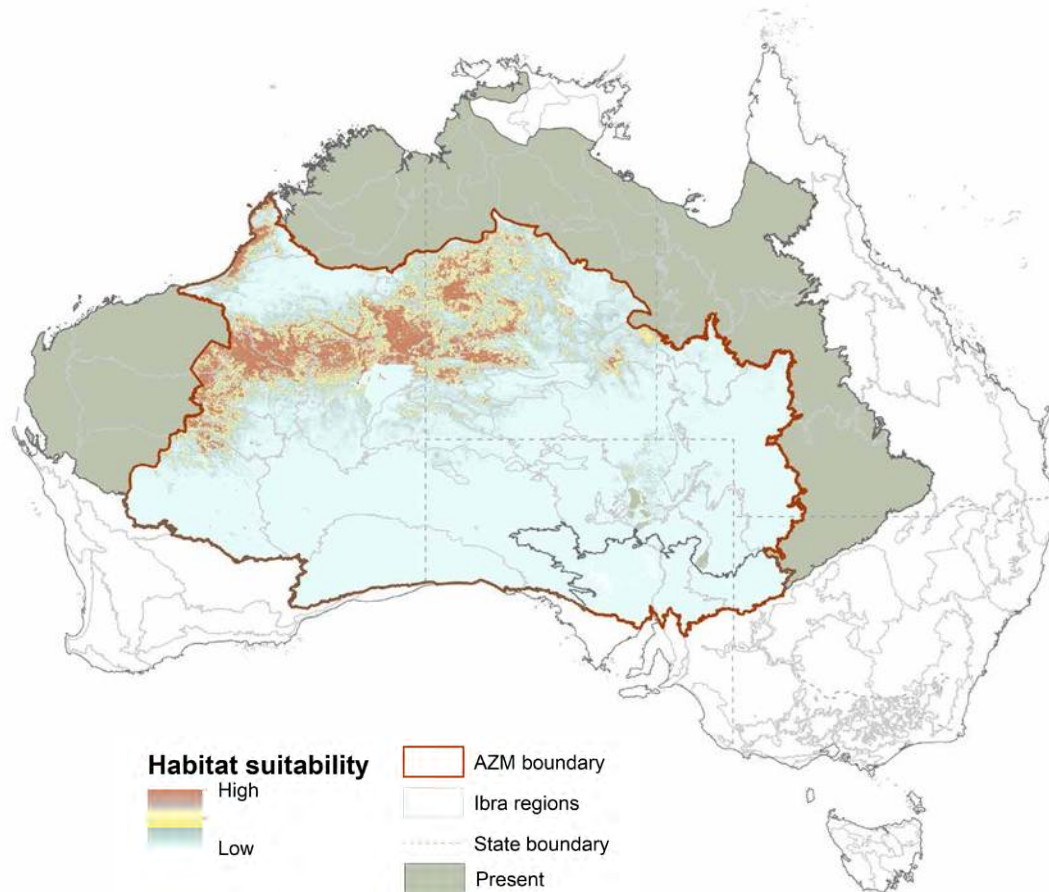 Habitat suitability
High
Low
AZM boundary
Ibra regions
State boundary
Present